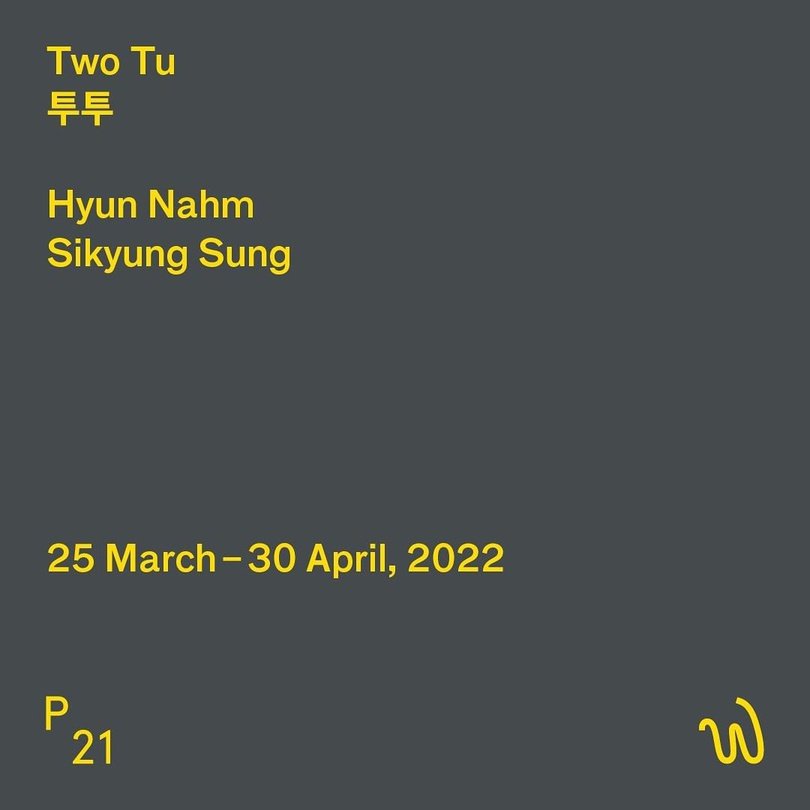 Two Tu
투투
Hyun Nahm
Sikyung Sung
25 March – 30 April, 2022
P
21
W